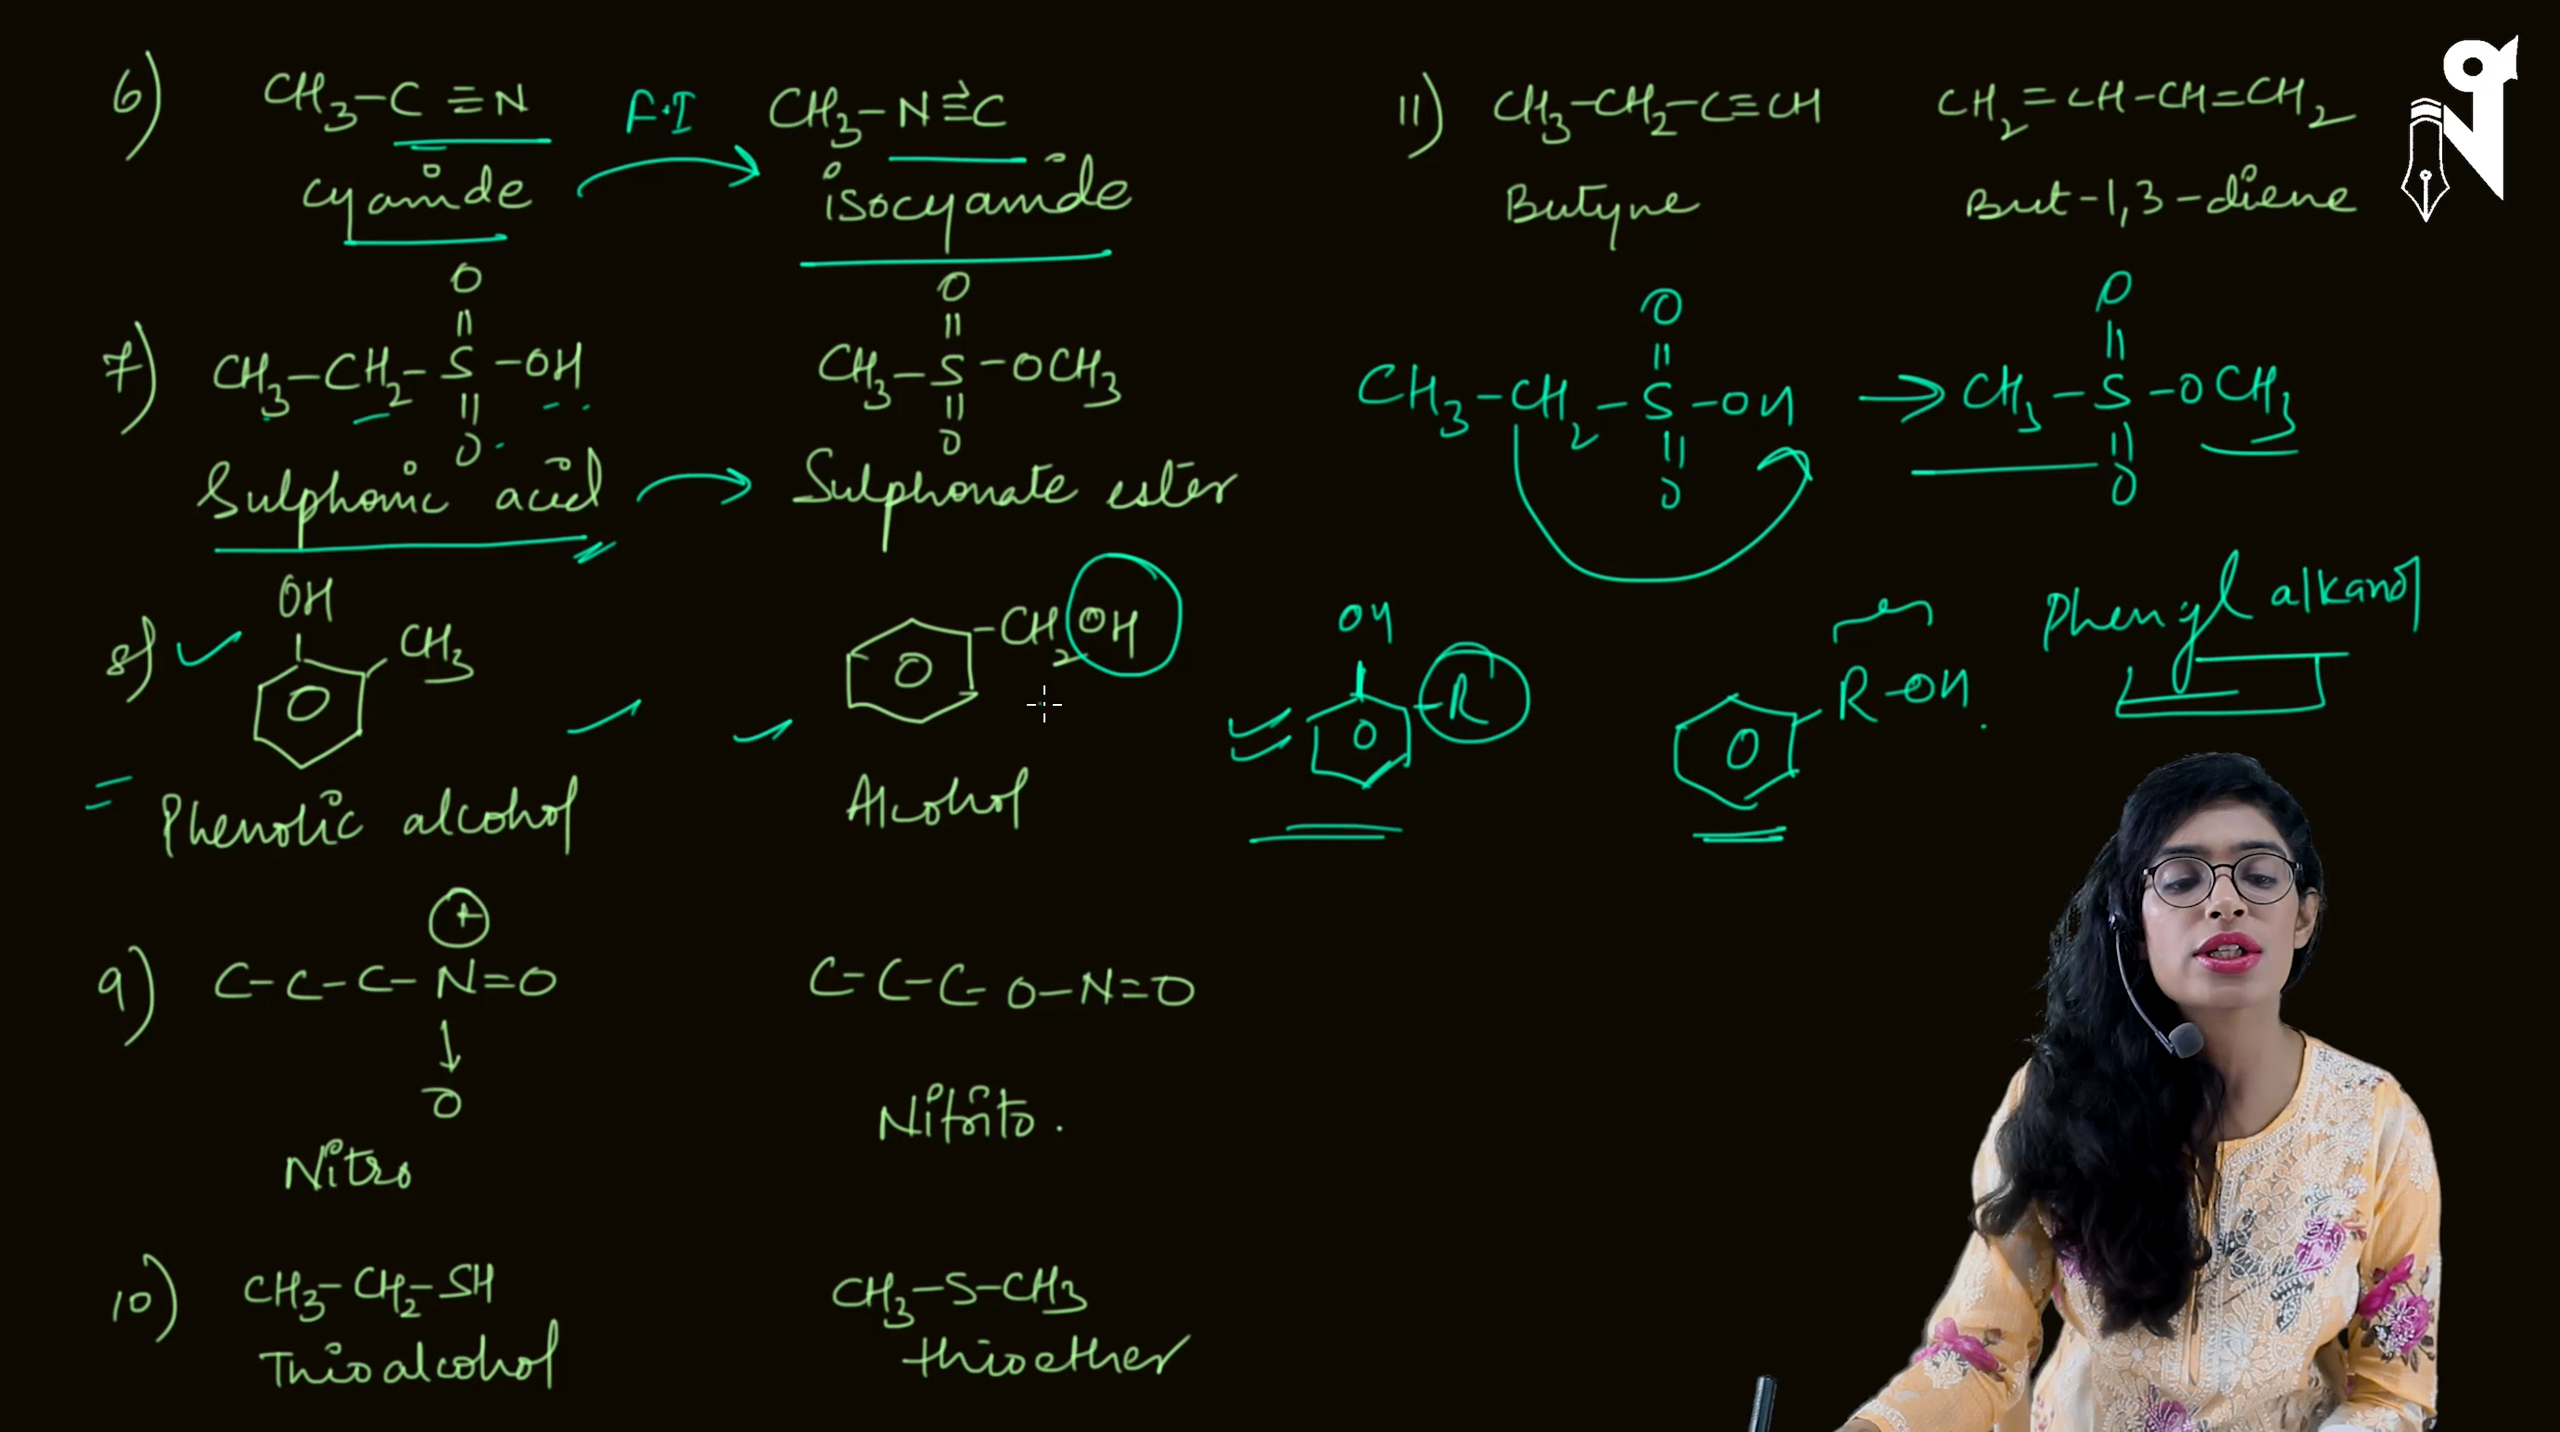 6) CH3-C≡N F.I CH3-N≡C
cyanide isocyanide
O O
|| ||
7) CH3-CH2-S-OH CH3-S-OCH3
|| ||
O O
Sulphonic acid → Sulphonate ester
8) OH CH3 CH2OH
O O
Phenolic alcohol Alcohol
9) C-C-C-N=O C-C-C-O-N=O
+
↓
O
Nitro Nitrito.
10) CH3-CH2-SH CH3-S-CH3
Thioalcohol thioether
11) CH3-CH2-C≡CH CH2=CH-CH=CH2
Butyne But-1,3-diene
O O
|| ||
CH3-CH2-S-OH → CH3-S-OCH3
|| ||
O O
OH R R-OH Phenyl alkanol
O O